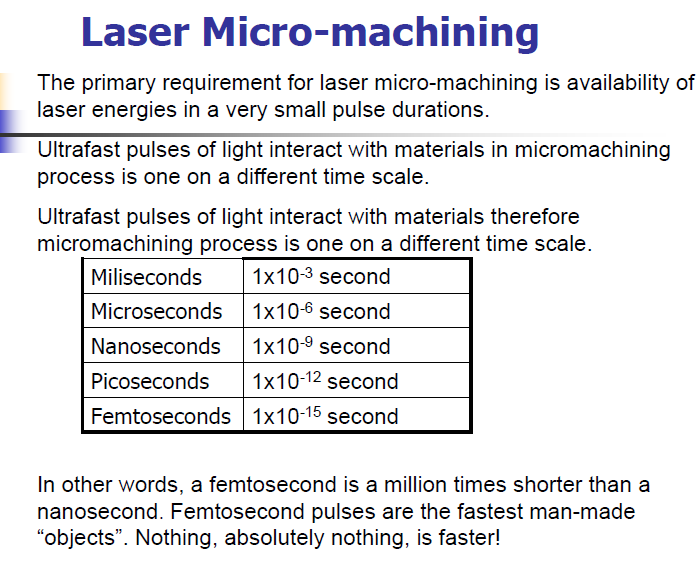 Laser Micro-machining
The primary requirement for laser micro-machining is availability of
laser energies in a very small pulse durations.
Ultrafast pulses of light interact with materials in micromachining
process is one on a different time scale.
Ultrafast pulses of light interact with materials therefore
micromachining process is one on a different time scale.
Miliseconds 1x10-3 second
Microseconds 1x10-6 second
Nanoseconds 1x10-9 second
Picoseconds 1x10-12 second
Femtoseconds 1x10-15 second
In other words, a femtosecond is a million times shorter than a
nanosecond. Femtosecond pulses are the fastest man-made
“objects”. Nothing, absolutely nothing, is faster!